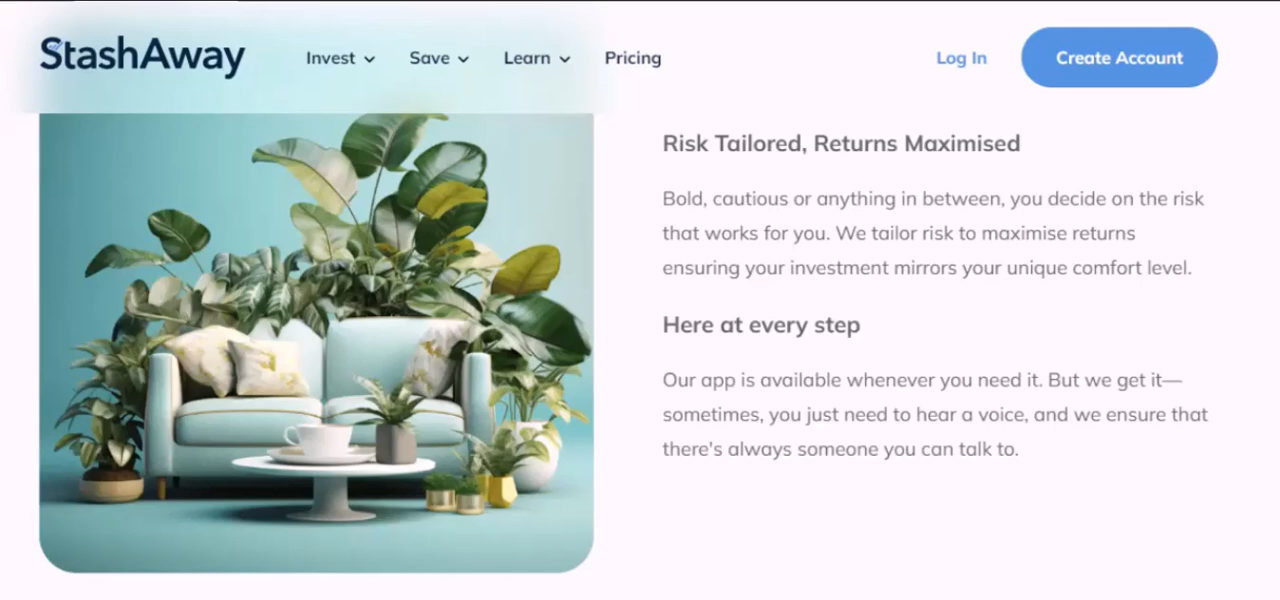 StashAway
Invest
Save
Learn
Pricing
Log In
Create Account
Risk Tailored, Returns Maximised
Bold, cautious or anything in between, you decide on the risk
that works for you. We tailor risk to maximise returns
ensuring your investment mirrors your unique comfort level.
Here at every step
Our app is available whenever you need it. But we get it—
sometimes, you just need to hear a voice, and we ensure that
there's always someone you can talk to.